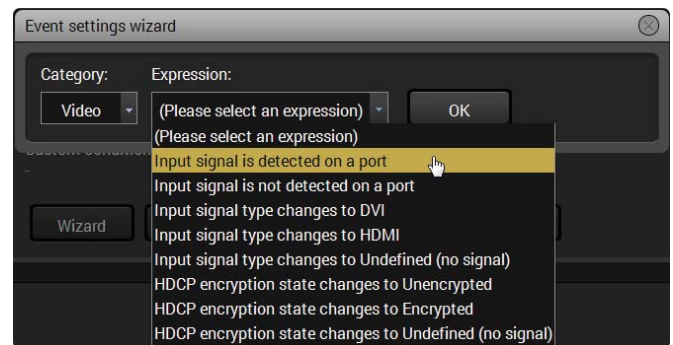 Event settings wizard
Category: Expression:
Video (Please select an expression) OK
(Please select an expression)
Input signal is detected on a port
Input signal is not detected on a port
Input signal type changes to DVI
Wizard
Input signal type changes to HDMI
Input signal type changes to Undefined (no signal)
HDCP encryption state changes to Unencrypted
HDCP encryption state changes to Encrypted
HDCP encryption state changes to Undefined (no signal)